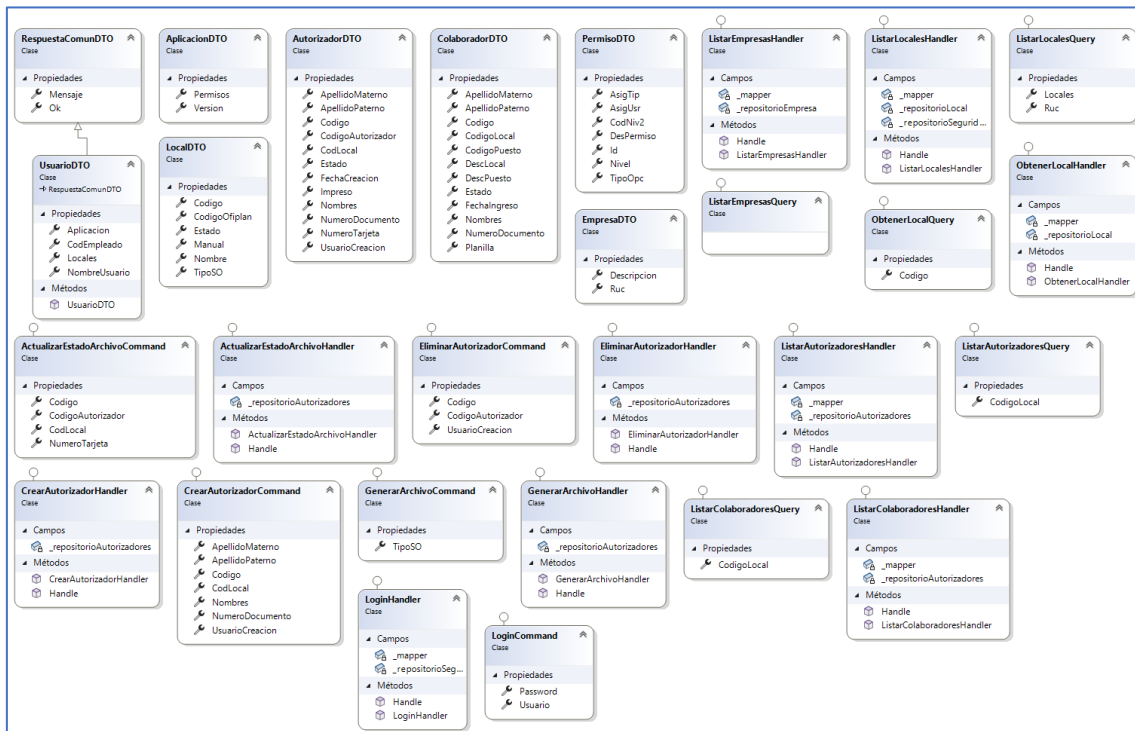 RespuestaComunDTO
Clase
Propiedades
Mensaje
Ok
UsuarioDTO
Clase
RespuestaComunDTO
Propiedades
Aplicacion
CodEmpleado
Locales
NombreUsuario
Métodos
UsuarioDTO
AplicacionDTO
Clase
Propiedades
Permisos
Version
LocalDTO
Clase
Propiedades
Codigo
CodigoOfiplan
Estado
Manual
Nombre
TipoSO
AutorizadorDTO
Clase
Propiedades
ApellidoMaterno
ApellidoPaterno
Codigo
CodigoAutorizador
CodLocal
Estado
FechaCreacion
Impreso
Nombres
NumeroDocumento
NumeroTarjeta
UsuarioCreacion
ColaboradorDTO
Clase
Propiedades
ApellidoMaterno
ApellidoPaterno
Codigo
CodigoLocal
CodigoPuesto
DescLocal
DescPuesto
Estado
FechaIngreso
Nombres
NumeroDocumento
Planilla
PermisoDTO
Clase
Propiedades
AsigTip
AsigUsr
CodNiv2
DesPermiso
Id
Nivel
TipoOpc
EmpresaDTO
Clase
Propiedades
Descripcion
Ruc
ListarEmpresasHandler
Clase
Campos
_mapper
_repositorioEmpresa
Métodos
Handle
ListarEmpresasHandler
ListarEmpresasQuery
Clase
ListarLocalesHandler
Clase
Campos
_mapper
_repositorioLocal
_repositorioSegurid...
Métodos
Handle
ListarLocalesHandler
ObtenerLocalQuery
Clase
Propiedades
Codigo
ListarLocalesQuery
Clase
Propiedades
Locales
Ruc
ObtenerLocalHandler
Clase
Campos
_mapper
_repositorioLocal
Métodos
Handle
ObtenerLocalHandler
ActualizarEstadoArchivoCommand
Clase
Propiedades
Codigo
CodigoAutorizador
CodLocal
NumeroTarjeta
ActualizarEstadoArchivoHandler
Clase
Campos
_repositorioAutorizadores
Métodos
ActualizarEstadoArchivoHandler
Handle
EliminarAutorizadorCommand
Clase
Propiedades
Codigo
CodigoAutorizador
UsuarioCreacion
EliminarAutorizadorHandler
Clase
Campos
_repositorioAutorizadores
Métodos
EliminarAutorizadorHandler
Handle
ListarAutorizadoresHandler
Clase
Campos
_mapper
_repositorioAutorizadores
Métodos
Handle
ListarAutorizadoresHandler
ListarAutorizadoresQuery
Clase
Propiedades
CodigoLocal
CrearAutorizadorHandler
Clase
Campos
_repositorioAutorizadores
Métodos
CrearAutorizadorHandler
Handle
CrearAutorizadorCommand
Clase
Propiedades
ApellidoMaterno
ApellidoPaterno
Codigo
CodLocal
Nombres
NumeroDocumento
UsuarioCreacion
GenerarArchivoCommand
Clase
Propiedades
TipoSO
GenerarArchivoHandler
Clase
Campos
_repositorioAutorizadores
Métodos
GenerarArchivoHandler
Handle
ListarColaboradoresQuery
Clase
Propiedades
CodigoLocal
ListarColaboradoresHandler
Clase
Campos
_mapper
_repositorioAutorizadores
Métodos
Handle
ListarColaboradoresHandler
LoginHandler
Clase
Campos
_mapper
_repositorioSeg...
Métodos
Handle
LoginHandler
LoginCommand
Clase
Propiedades
Password
Usuario